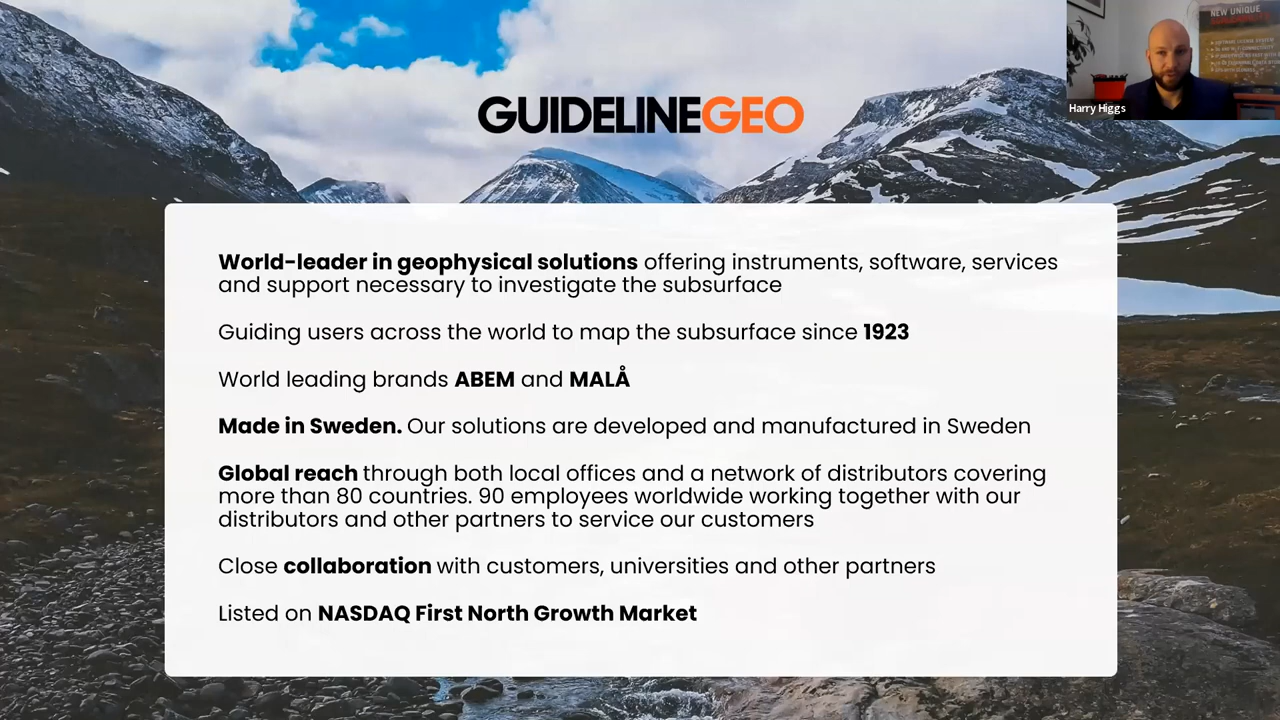 GUIDELINEGEO
NEW UNIQUE
Harry Higgs
World-leader in geophysical solutions offering instruments, software, services
and support necessary to investigate the subsurface
Guiding users across the world to map the subsurface since 1923
World leading brands ABEM and MALÅ
Made in Sweden. Our solutions are developed and manufactured in Sweden
Global reach through both local offices and a network of distributors covering
more than 80 countries. 90 employees worldwide working together with our
distributors and other partners to service our customers
Close collaboration with customers, universities and other partners
Listed on NASDAQ First North Growth Market